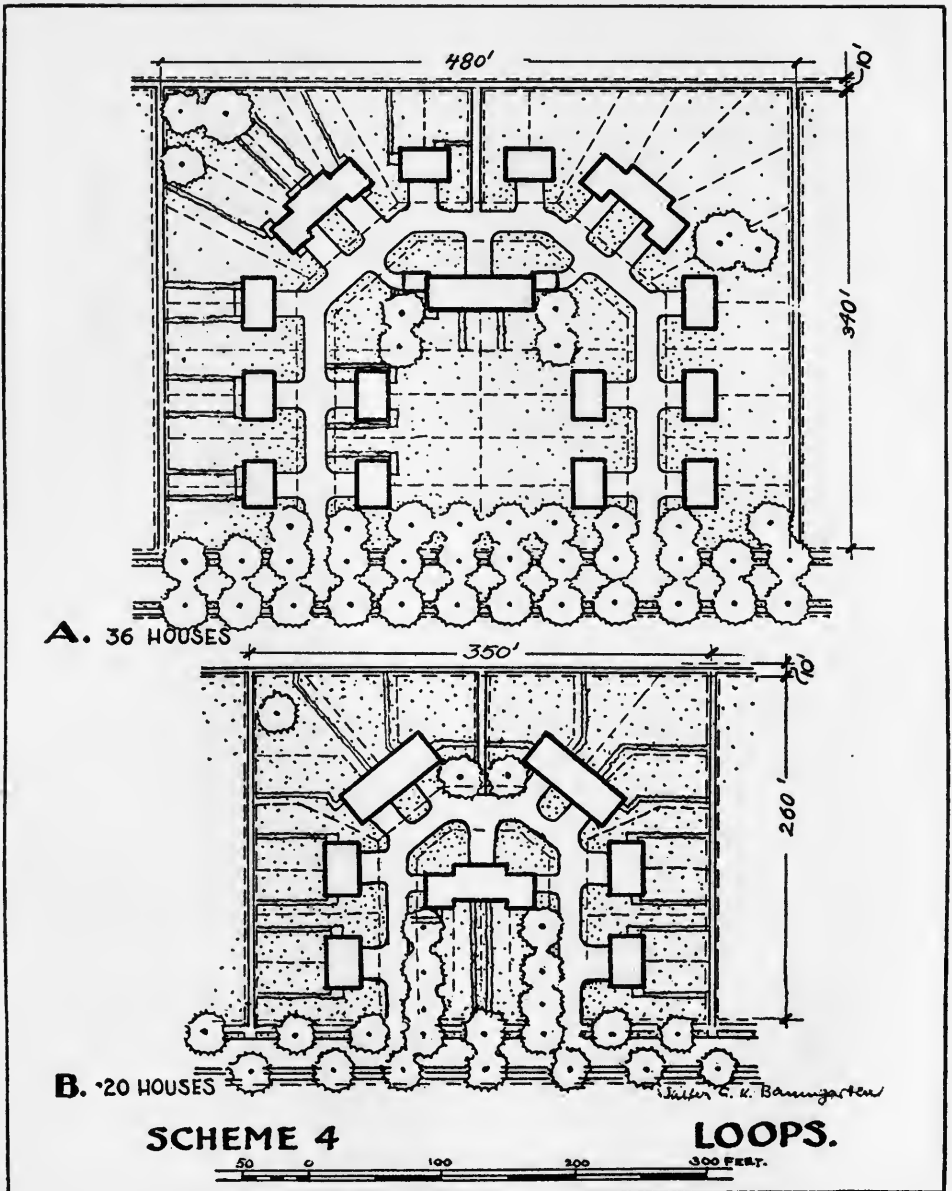 480'
10'
340'
A. 36 HOUSES
350'
10'
260'
B. 20 HOUSES
C. K. Baumgarten
SCHEME 4
LOOPS.
50 0 100 200 300 FEET.